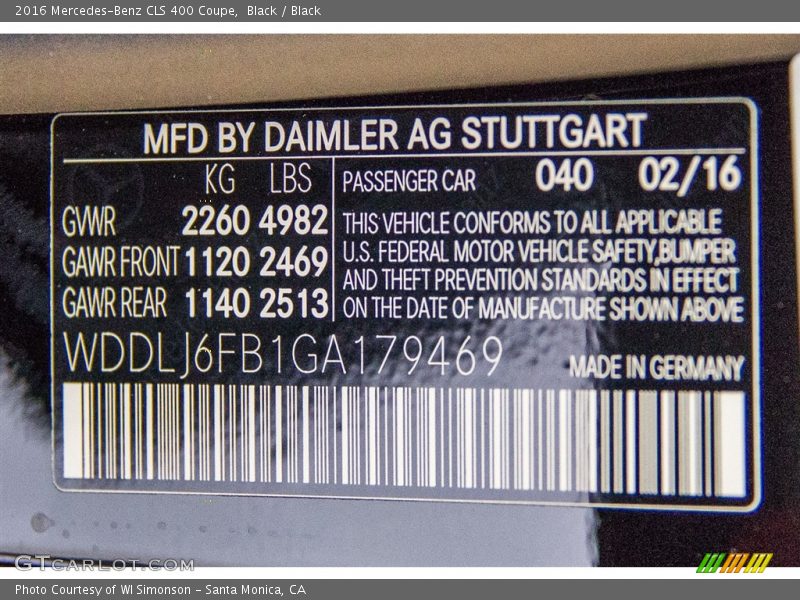 2016 Mercedes-Benz CLS 400 Coupe, Black / Black
MFD BY DAIMLER AG STUTTGART
KG LBS
GVWR 2260 4982
GAWR FRONT 1120 2469
GAWR REAR 1140 2513
PASSENGER CAR 040 02/16
THIS VEHICLE CONFORMS TO ALL APPLICABLE
U.S. FEDERAL MOTOR VEHICLE SAFETY,BUMPER
AND THEFT PREVENTION STANDARDS IN EFFECT
ON THE DATE OF MANUFACTURE SHOWN ABOVE
WDDLJ6FB1GA179469
MADE IN GERMANY
GTCARLOT.COM
Photo Courtesy of WI Simonson - Santa Monica, CA